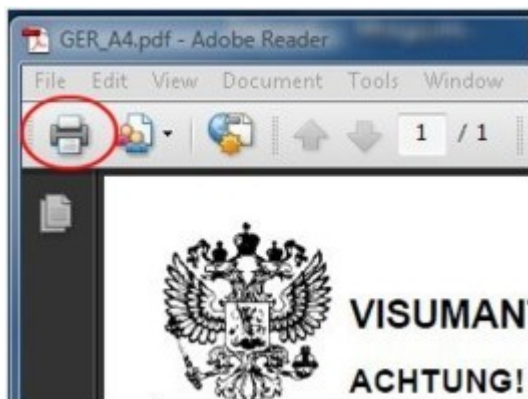 GER_A4.pdf - Adobe Reader
File Edit View Document Tools Window
1 / 1
VISUMANT
ACHTUNG!